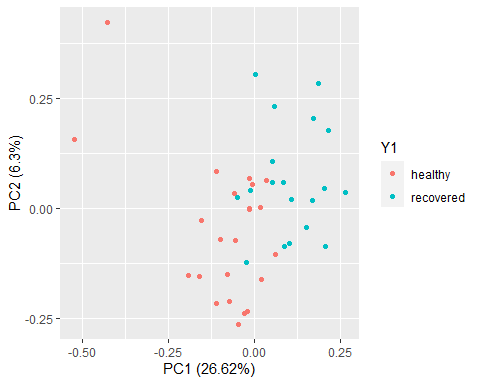 0.25
0.00
-0.25
PC2 (6.3%)
-0.50
-0.25
0.00
0.25
PC1 (26.62%)
Y1
healthy
recovered